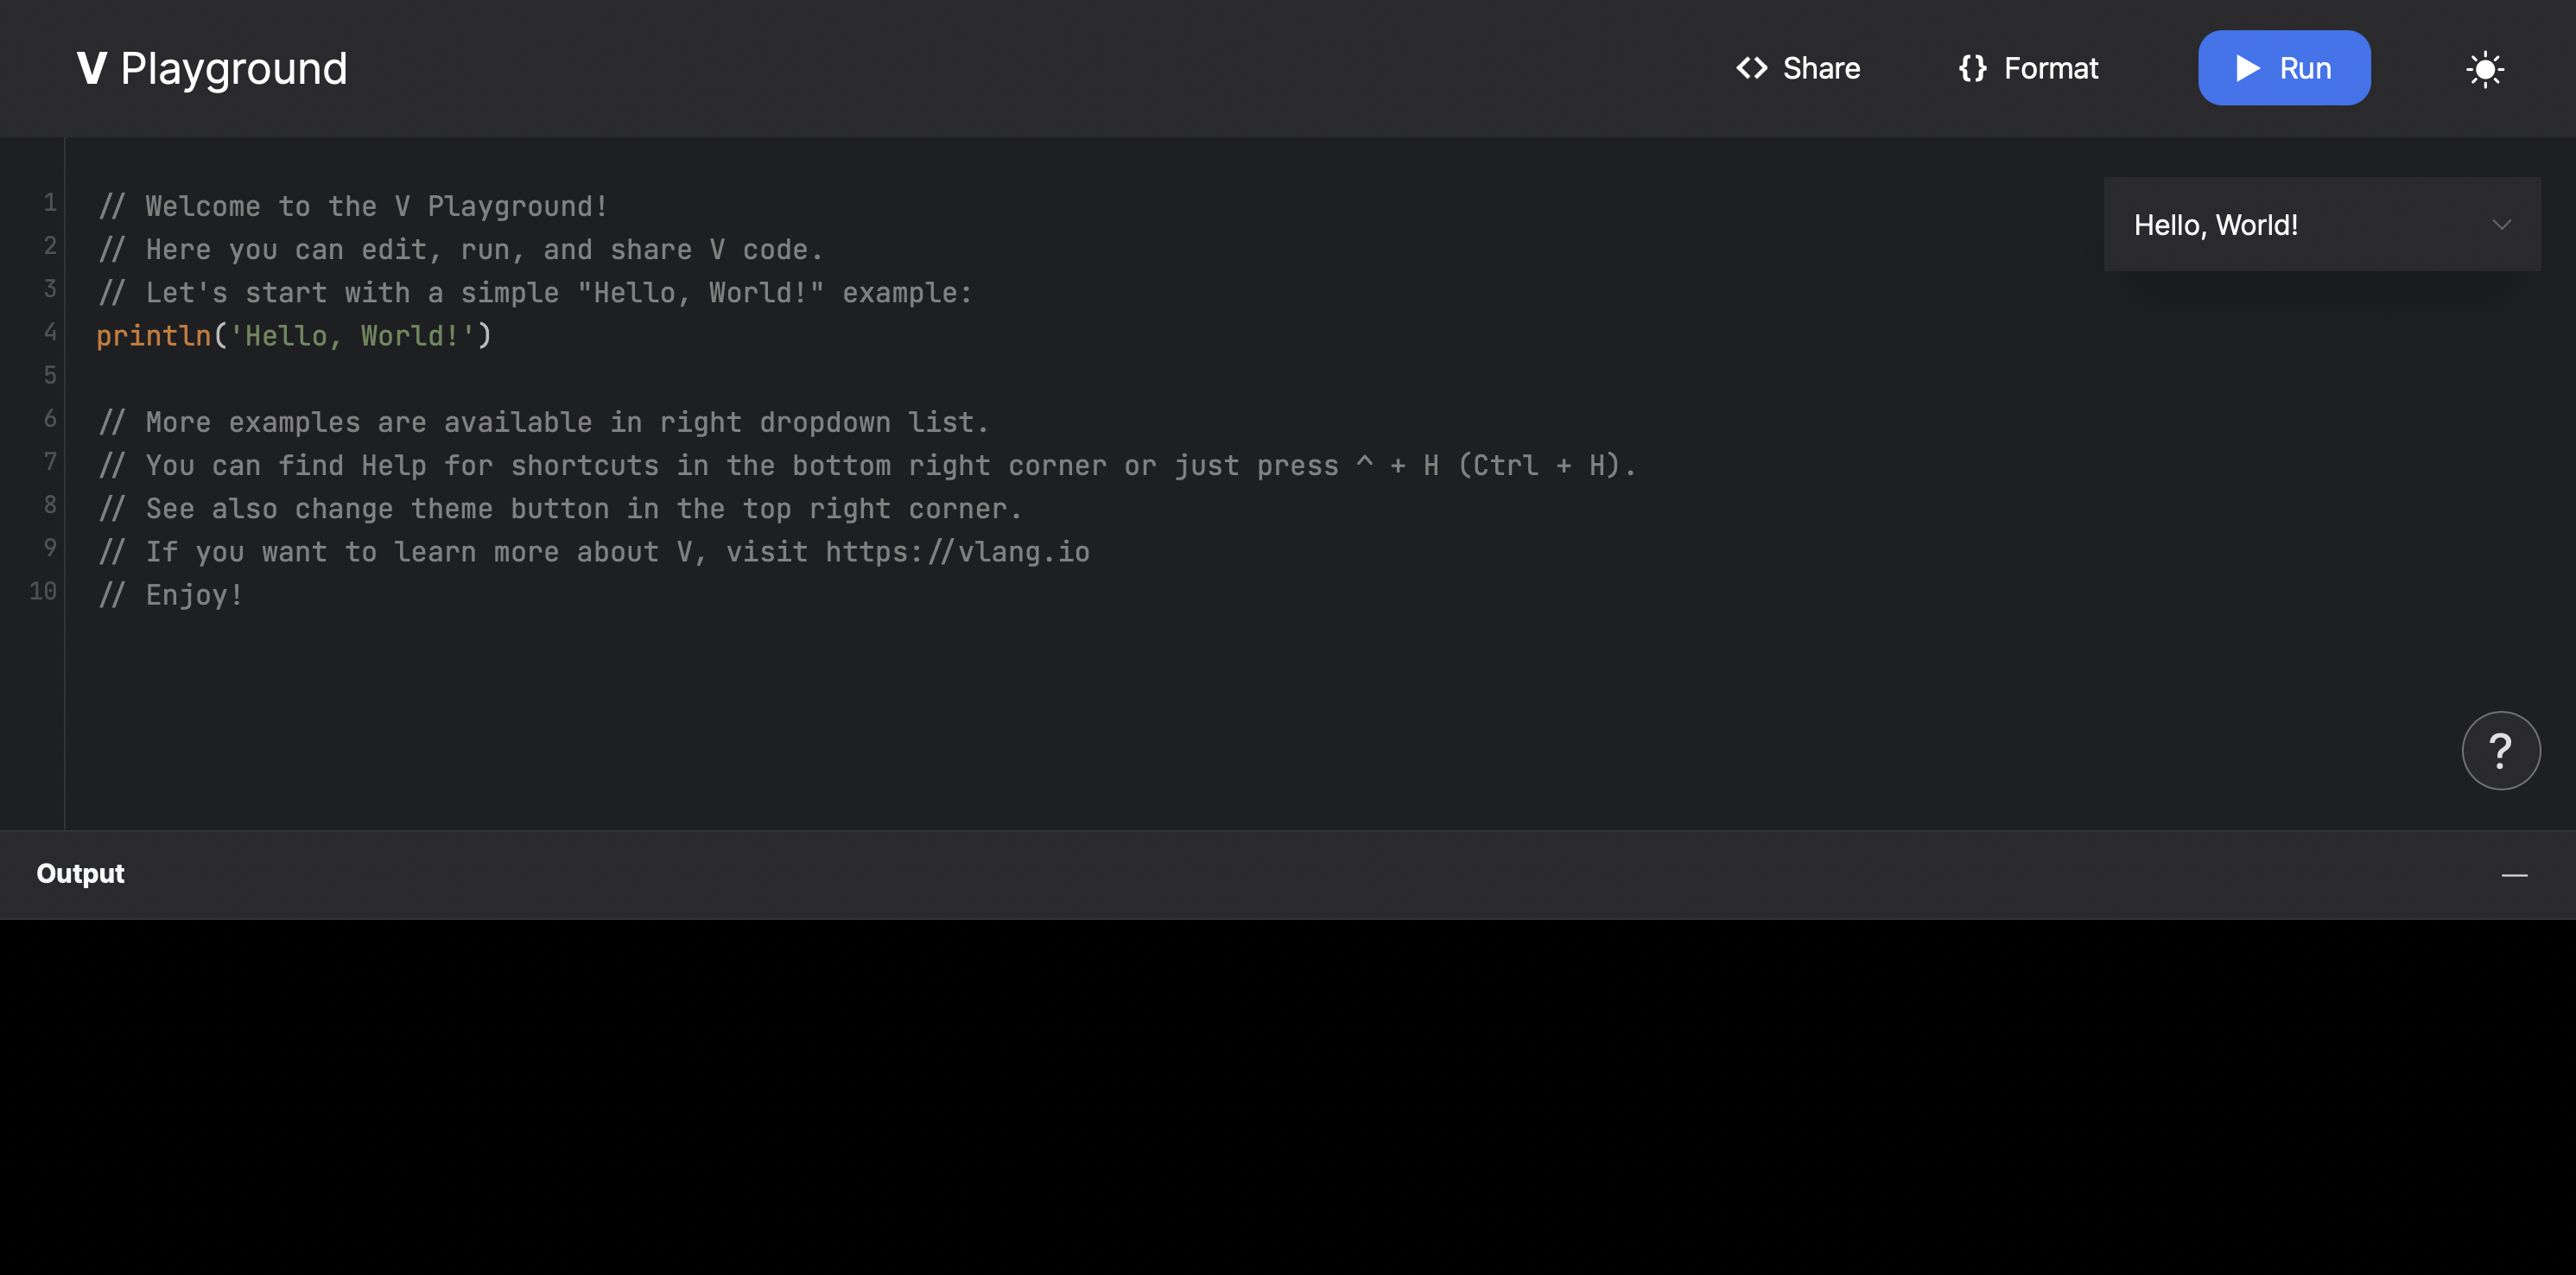 V Playground
<> Share
{} Format
Run
1 // Welcome to the V Playground!
2 // Here you can edit, run, and share V code.
3 // Let's start with a simple "Hello, World!" example:
4 println('Hello, World!')
5
6 // More examples are available in right dropdown list.
7 // You can find Help for shortcuts in the bottom right corner or just press ^ + H (Ctrl + H).
8 // See also change theme button in the top right corner.
9 // If you want to learn more about V, visit https://vlang.io
10 // Enjoy!
Hello, World!
?
Output